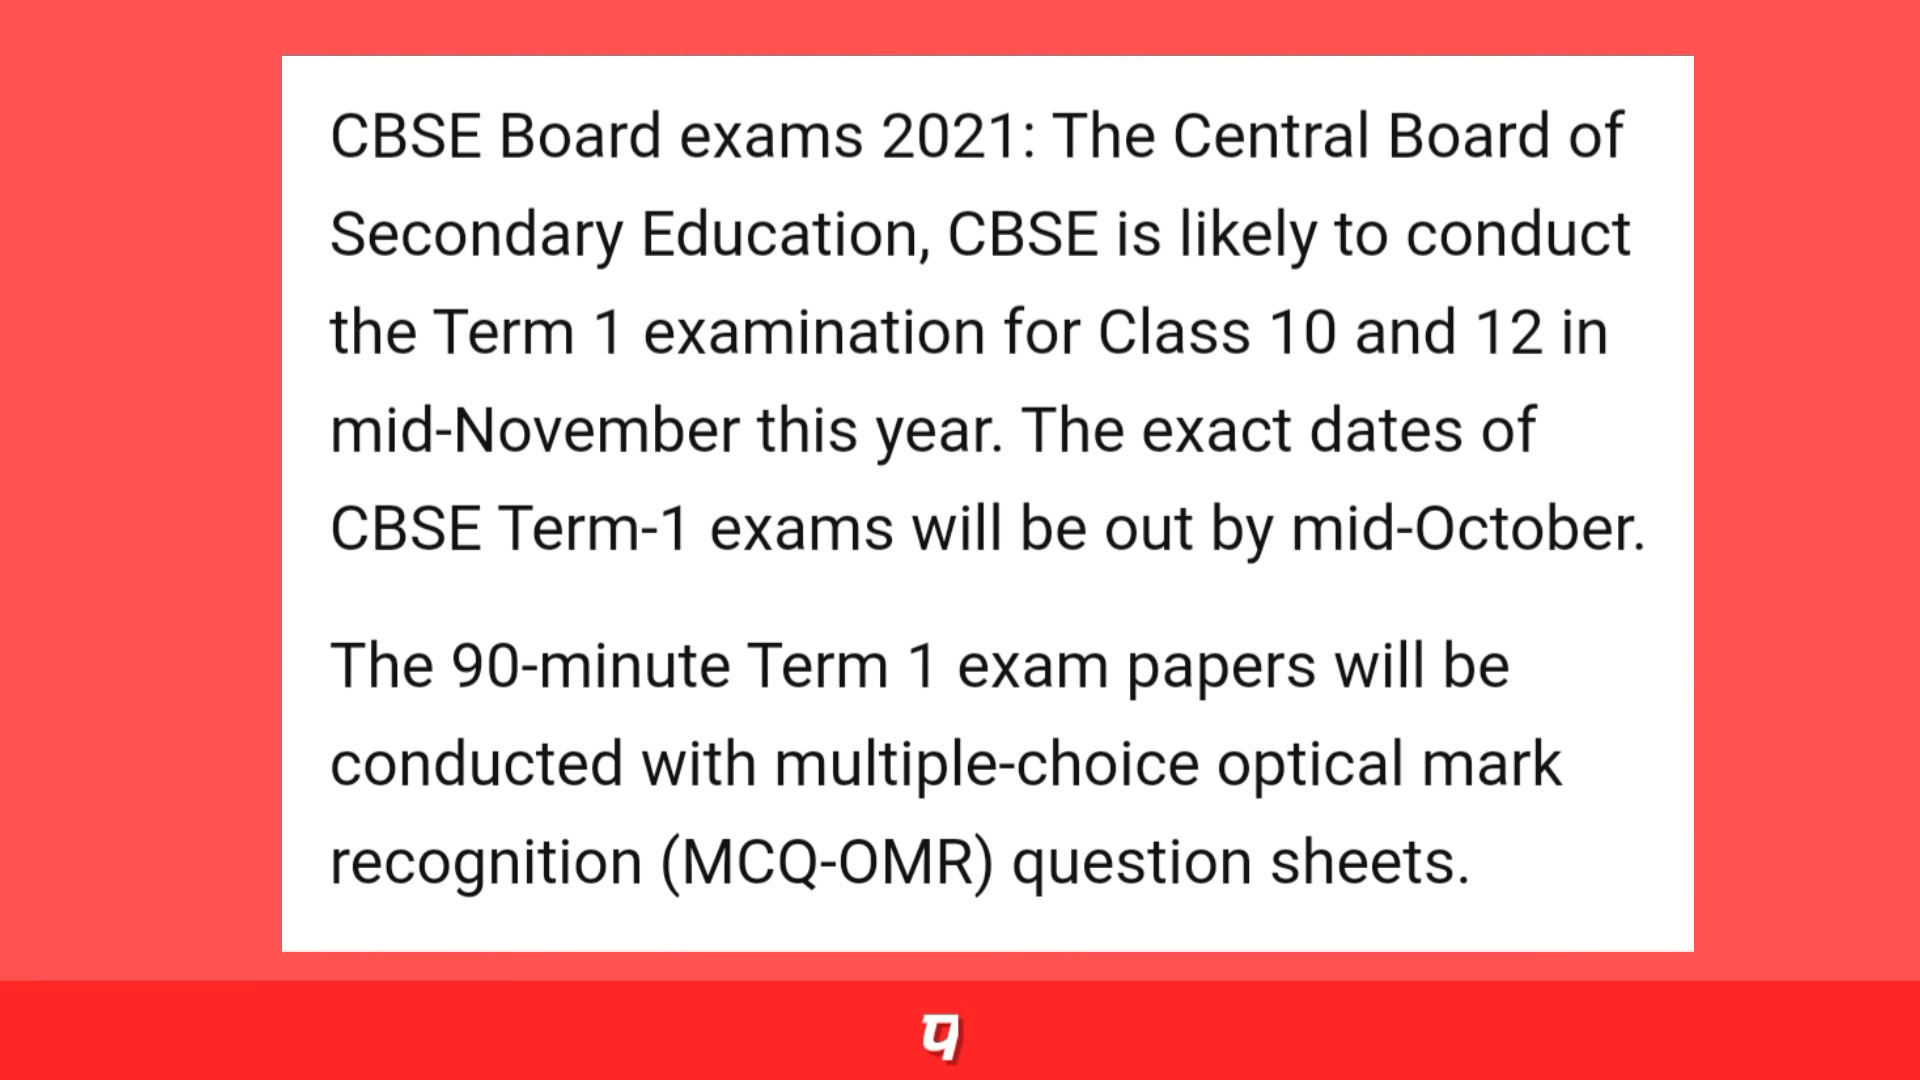 CBSE Board exams 2021: The Central Board of
Secondary Education, CBSE is likely to conduct
the Term 1 examination for Class 10 and 12 in
mid-November this year. The exact dates of
CBSE Term-1 exams will be out by mid-October.
The 90-minute Term 1 exam papers will be
conducted with multiple-choice optical mark
recognition (MCQ-OMR) question sheets.
प